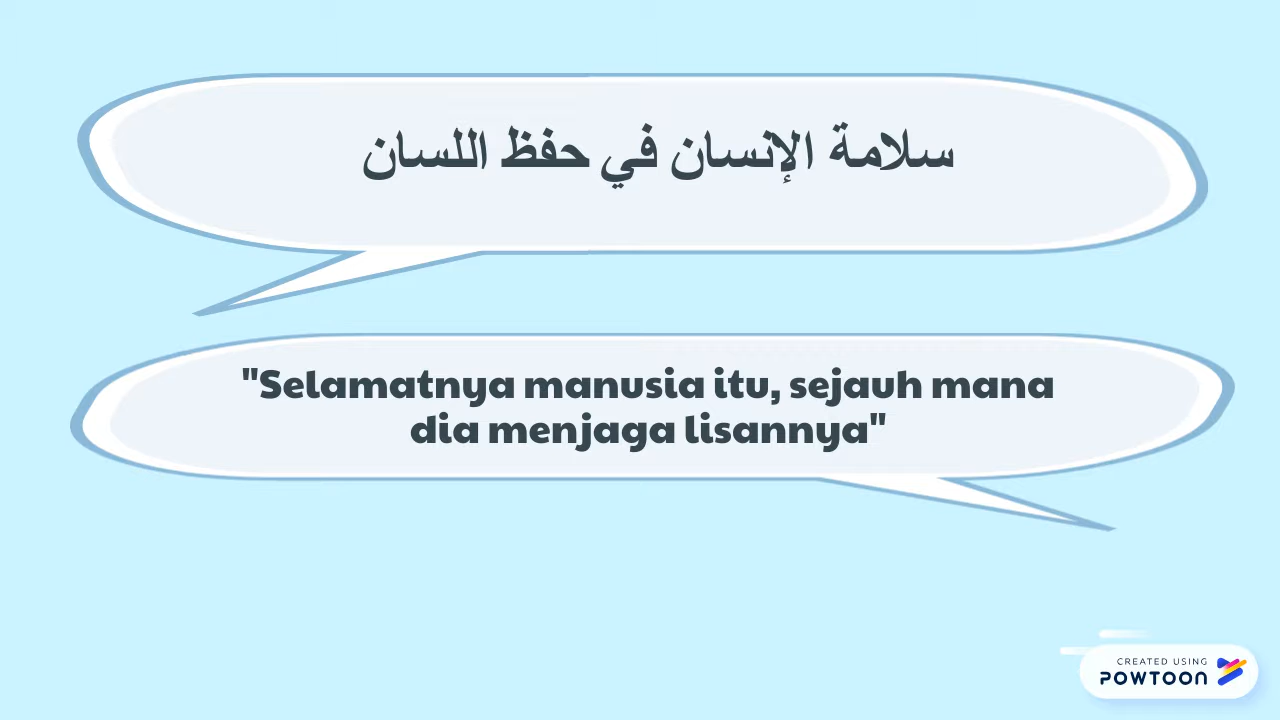 سلامة الإنسان في حفظ اللسان
"Selamatnya manusia itu, sejauh mana
dia menjaga lisannya"
CREATED USING
POWTOON